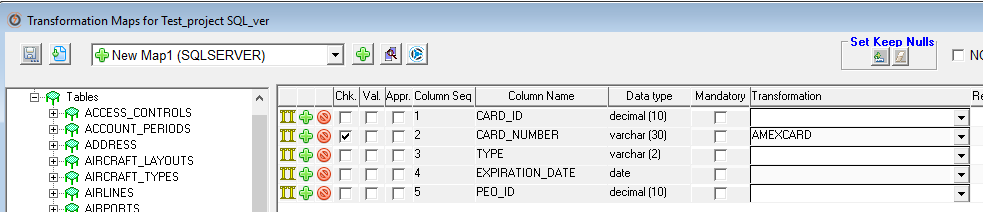 Transformation Maps for Test_project SQL_ver
New Map1 (SQLSERVER)
Set Keep Nulls
Tables
ACCESS_CONTROLS
ACCOUNT_PERIODS
ADDRESS
AIRCRAFT_LAYOUTS
AIRCRAFT_TYPES
AIRLINES
AIRPORTS
Chk. Val. Appr. Column Seq Column Name Data type Mandatory Transformation
1 CARD_ID decimal (10)
2 CARD_NUMBER varchar (30) AMEXCARD
3 TYPE varchar (2)
4 EXPIRATION_DATE date
5 PEO_ID decimal (10)